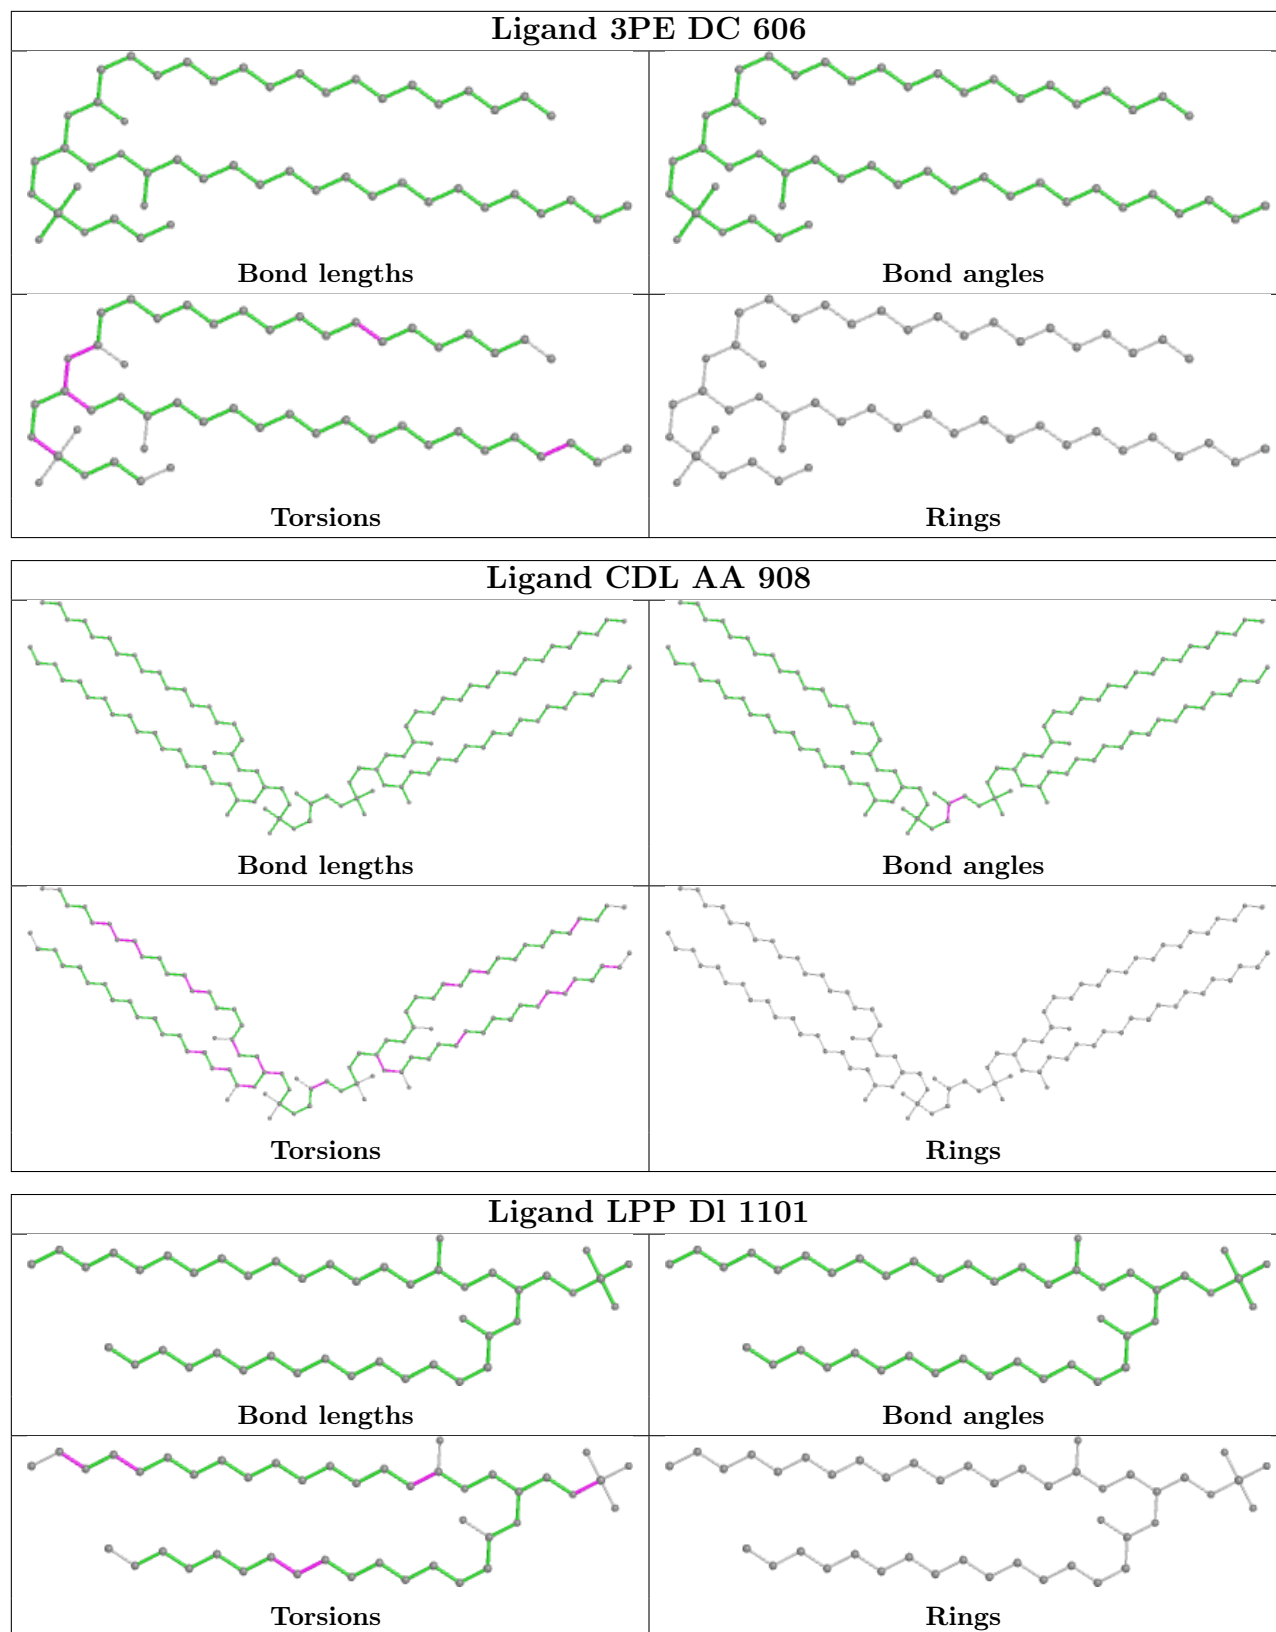 Ligand 3PE DC 606
Bond lengths
Bond angles
Torsions
Rings
Ligand CDL AA 908
Bond lengths
Bond angles
Torsions
Rings
Ligand LPP Dl 1101
Bond lengths
Bond angles
Torsions
Rings